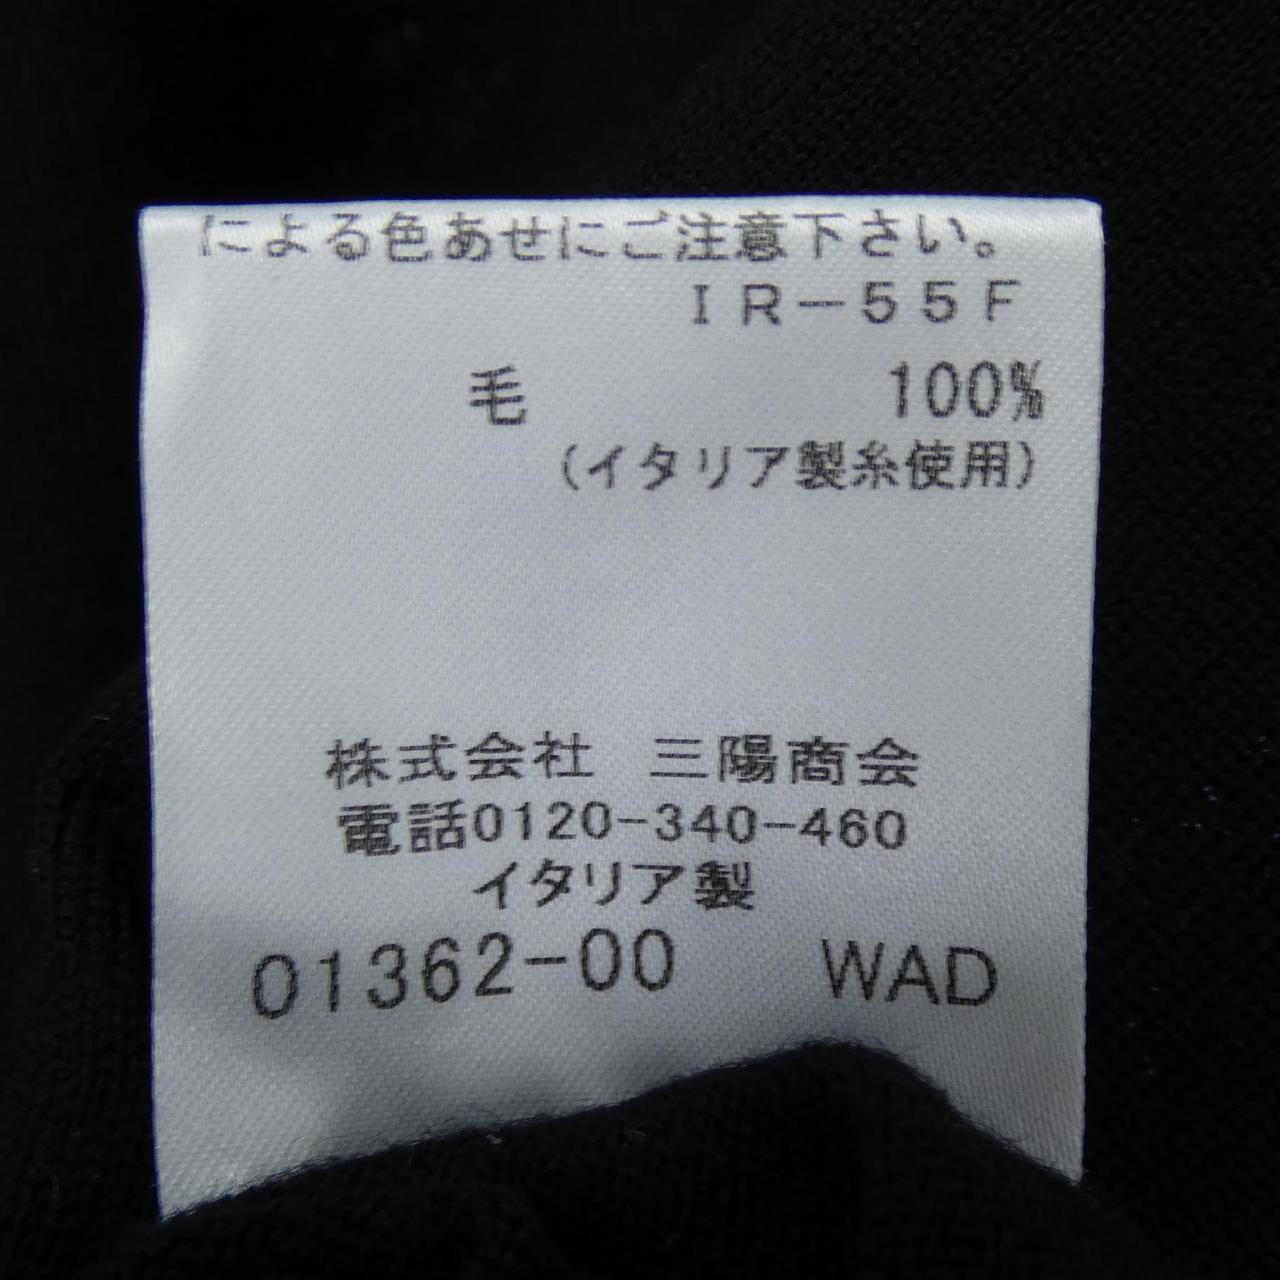 による色あせにご注意下さい。
IR-55F
毛 100%
(イタリア製糸使用)
株式会社 三陽商会
電話0120-340-460
イタリア製
01362-00 WAD